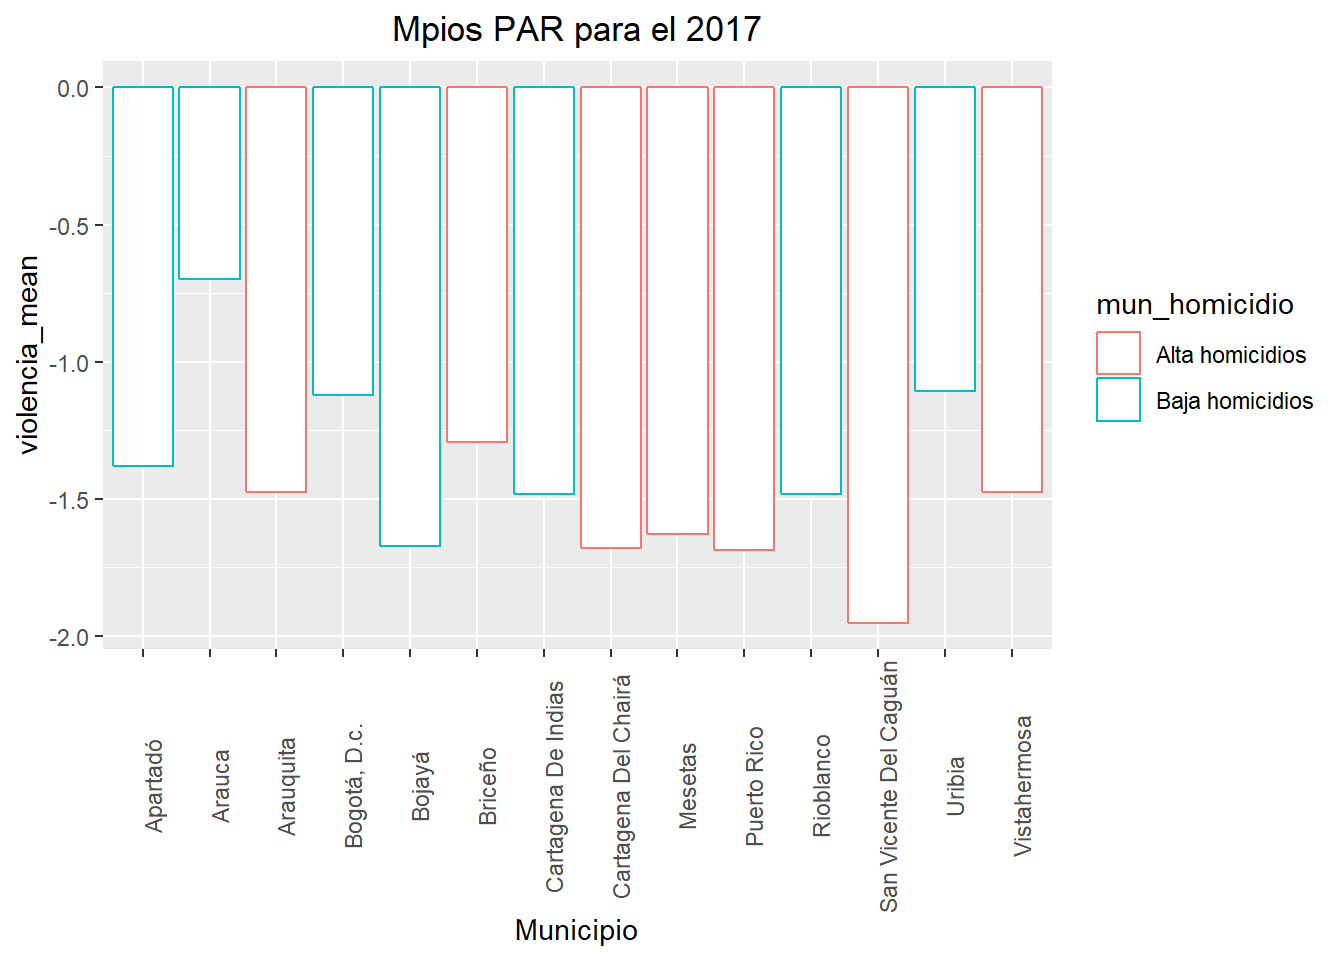 Mpios PAR para el 2017
violencia_mean
0.0
-0.5
-1.0
-1.5
-2.0
Apartadó
Arauca
Arauquita
Bogotá, D.c.
Bojayá
Briceño
Cartagena De Indias
Cartagena Del Chairá
Mesetas
Puerto Rico
Rioblanco
San Vicente Del Caguán
Uribia
Vistahermosa
Municipio
mun_homicidio
Alta homicidios
Baja homicidios